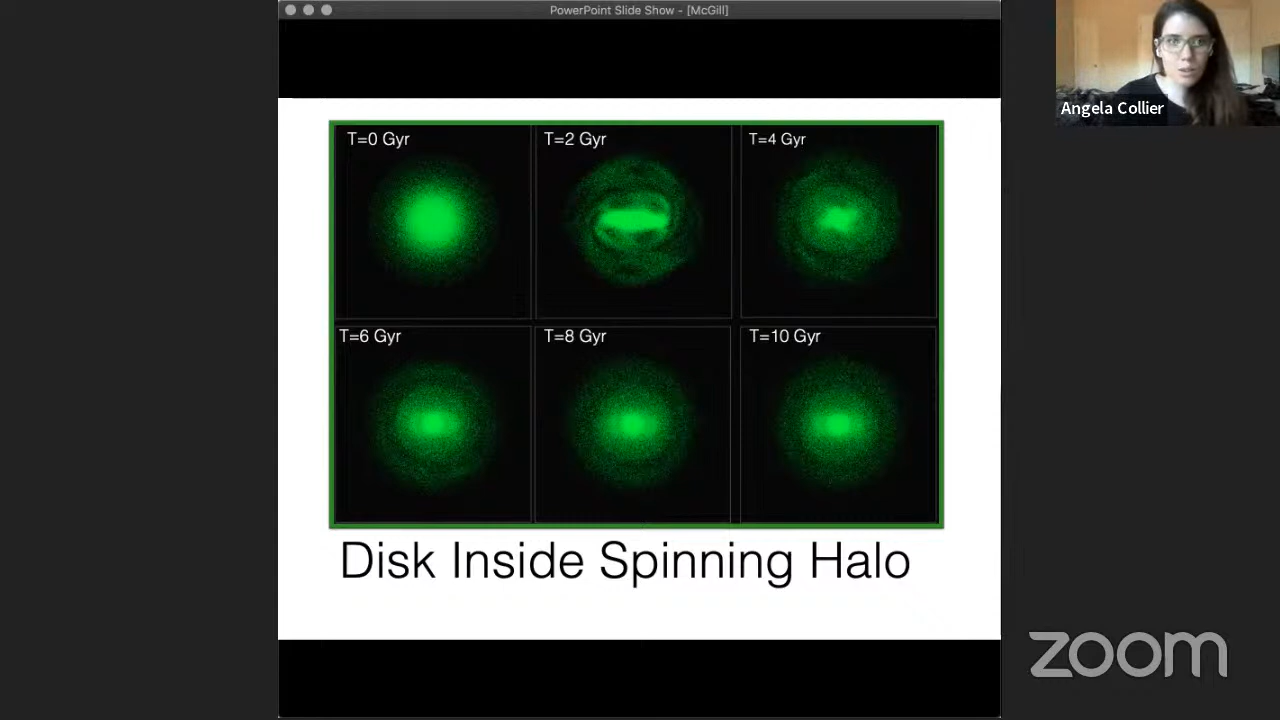 PowerPoint Slide Show - [McGill]
Angela Collier
T=0 Gyr
T=2 Gyr
T=4 Gyr
T=6 Gyr
T=8 Gyr
T=10 Gyr
Disk Inside Spinning Halo
zoom